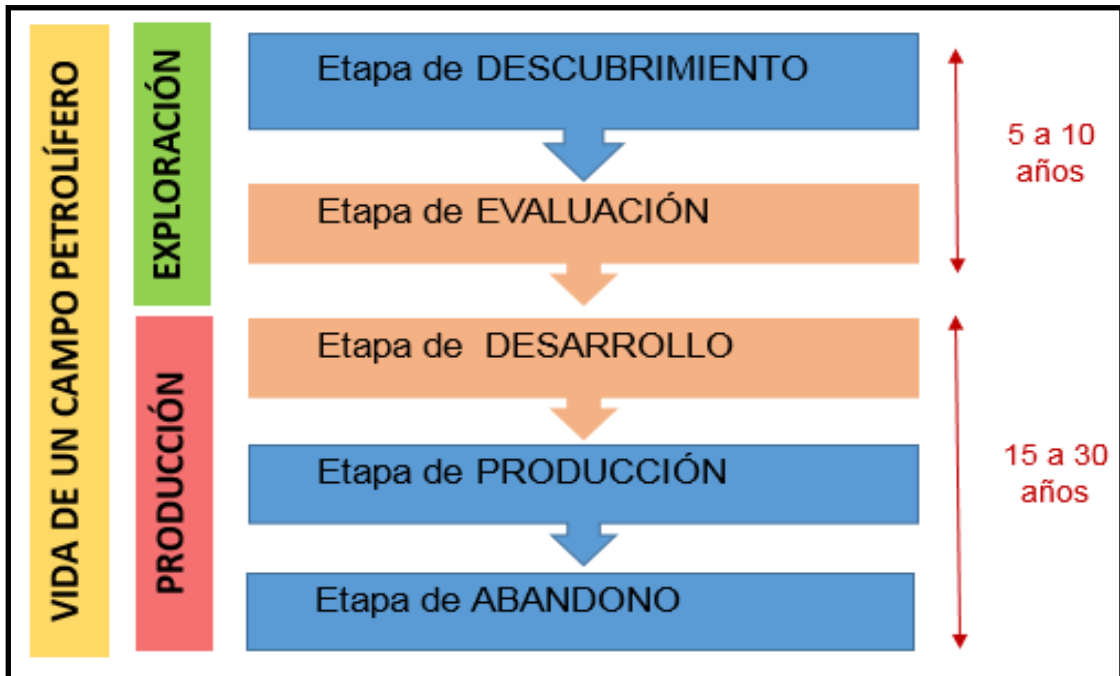 VIDA DE UN CAMPO PETROLÍFERO
EXPLORACIÓN
Etapa de DESCUBRIMIENTO
Etapa de EVALUACIÓN
5 a 10
años
PRODUCCIÓN
Etapa de DESARROLLO
Etapa de PRODUCCIÓN
Etapa de ABANDONO
15 a 30
años